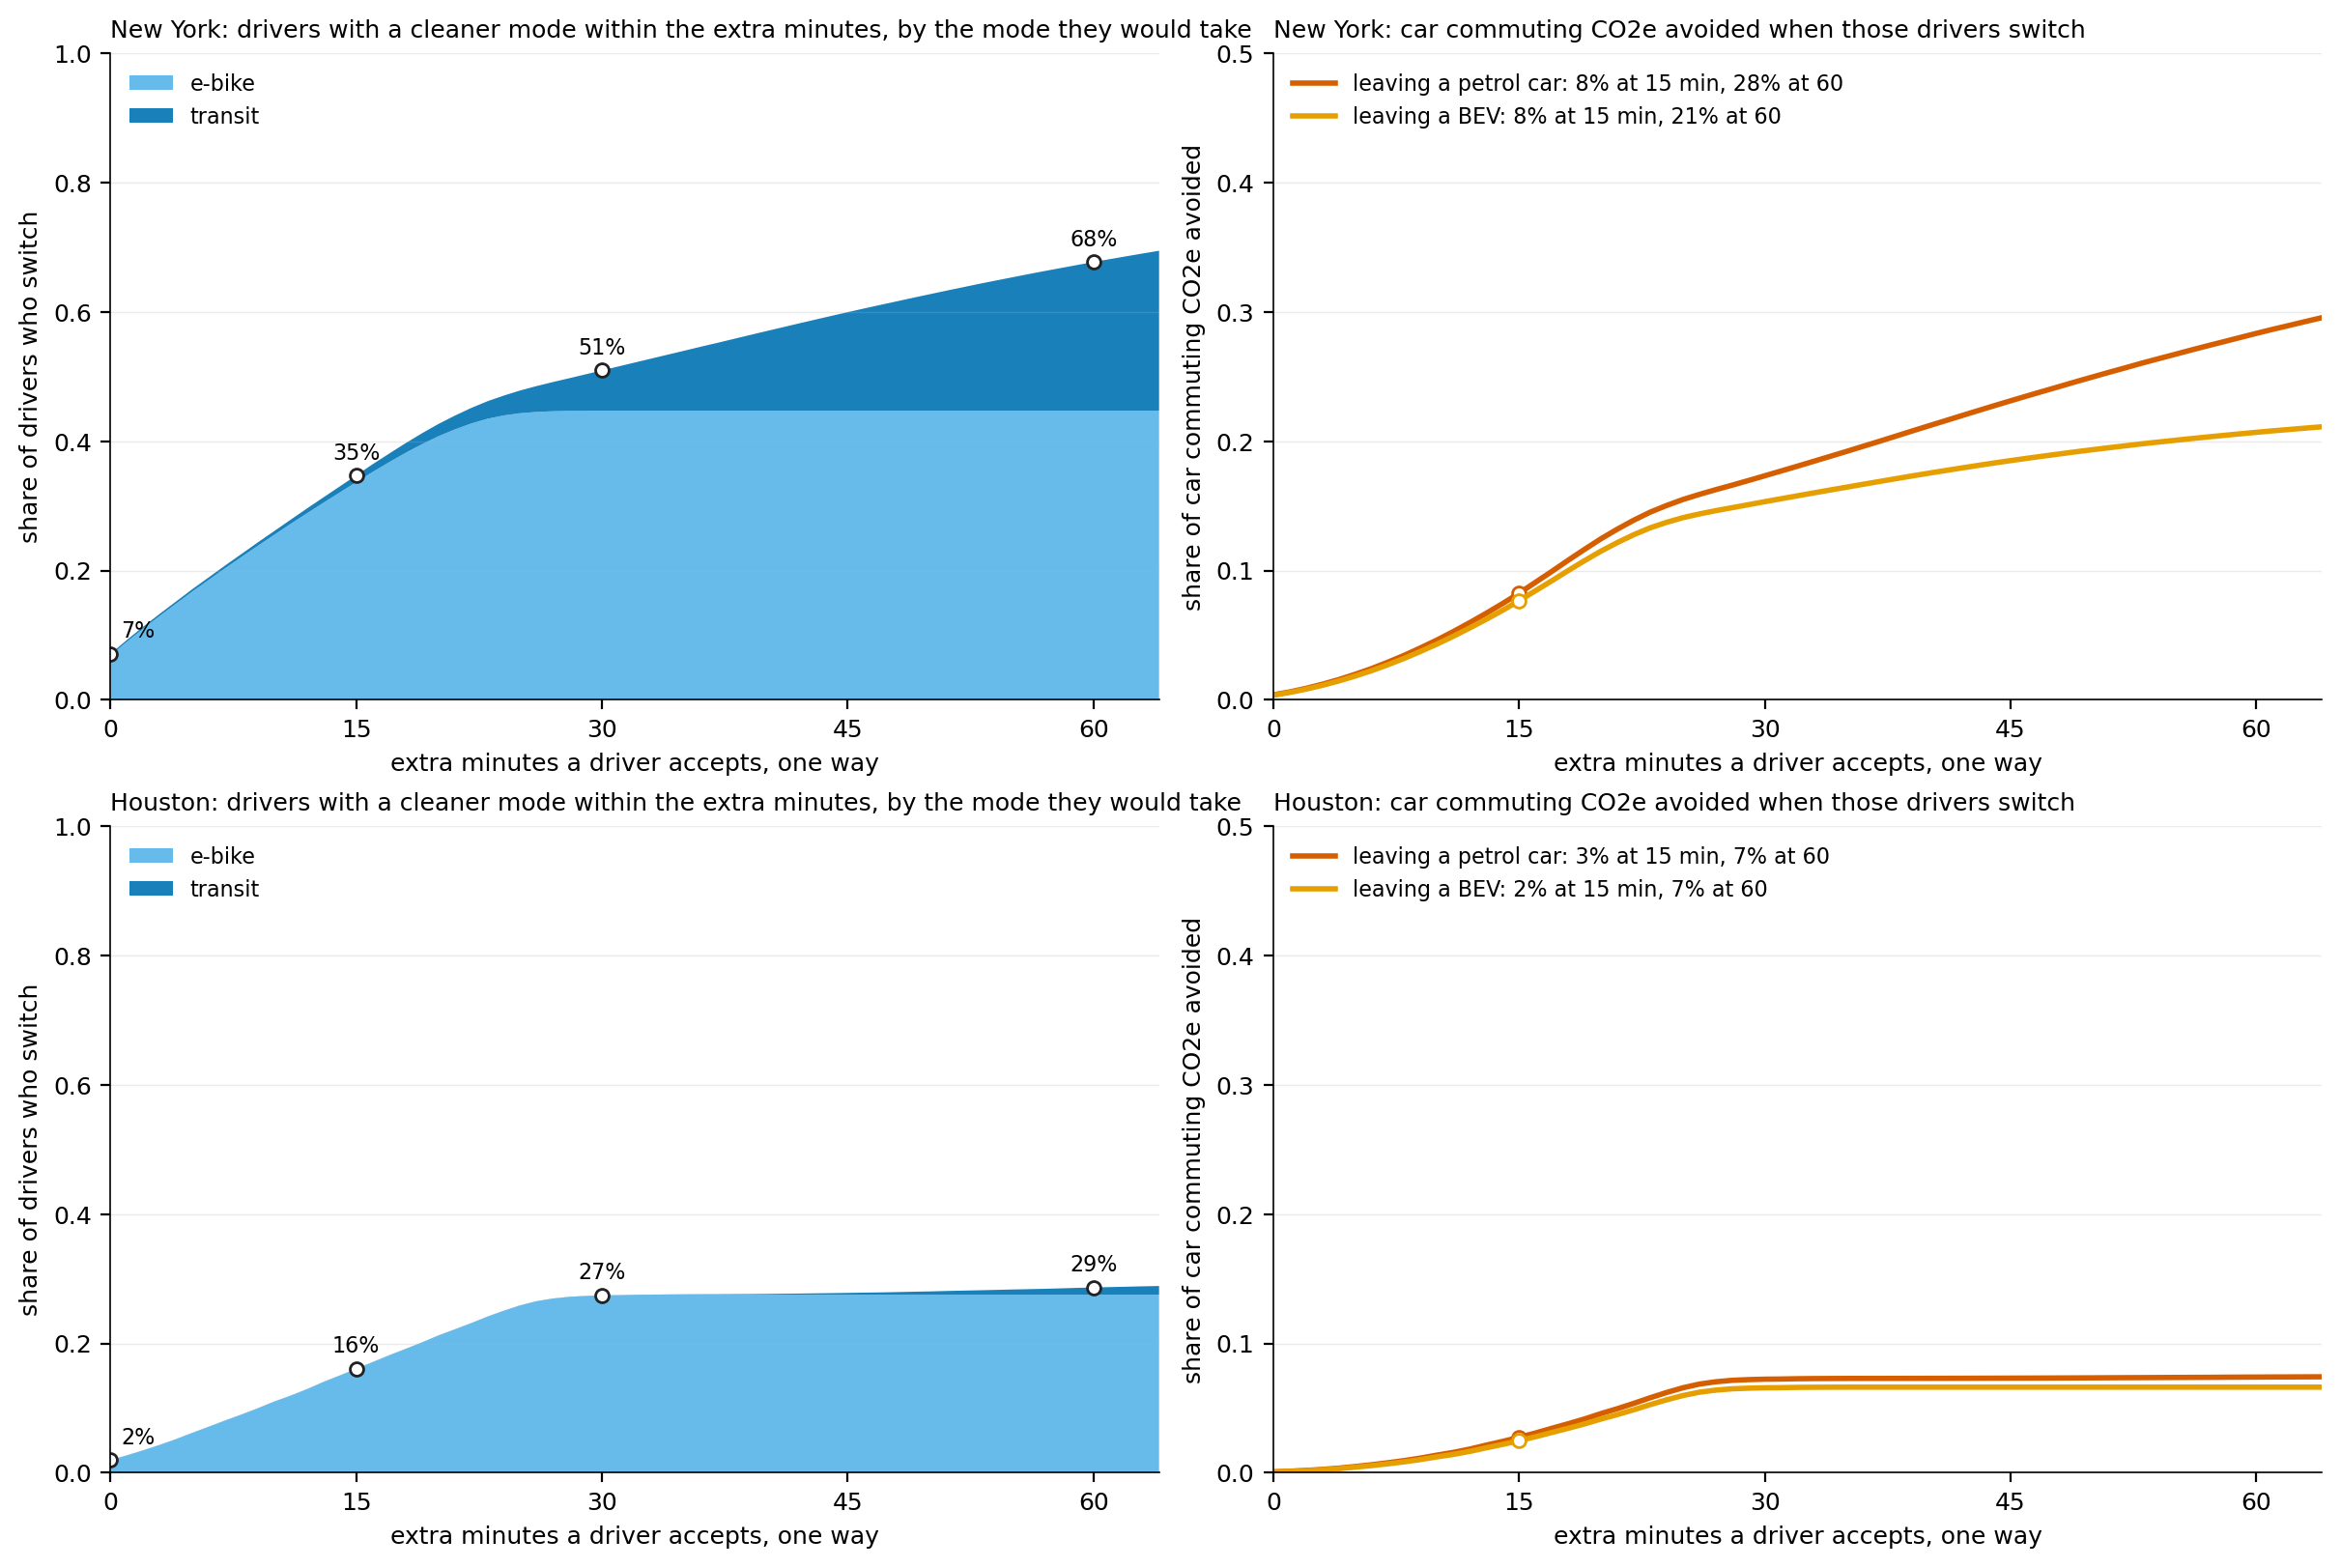 New York: drivers with a cleaner mode within the extra minutes, by the mode they would take
1.0
0.8
0.6
0.4
0.2
0.0
share of drivers who switch
e-bike
transit
7%
35%
51%
68%
0 15 30 45 60
extra minutes a driver accepts, one way
New York: car commuting CO2e avoided when those drivers switch
0.5
0.4
0.3
0.2
0.1
0.0
share of car commuting CO2e avoided
leaving a petrol car: 8% at 15 min, 28% at 60
leaving a BEV: 8% at 15 min, 21% at 60
0 15 30 45 60
extra minutes a driver accepts, one way
Houston: drivers with a cleaner mode within the extra minutes, by the mode they would take
1.0
0.8
0.6
0.4
0.2
0.0
share of drivers who switch
e-bike
transit
2%
16%
27%
29%
0 15 30 45 60
extra minutes a driver accepts, one way
Houston: car commuting CO2e avoided when those drivers switch
0.5
0.4
0.3
0.2
0.1
0.0
share of car commuting CO2e avoided
leaving a petrol car: 3% at 15 min, 7% at 60
leaving a BEV: 2% at 15 min, 7% at 60
0 15 30 45 60
extra minutes a driver accepts, one way